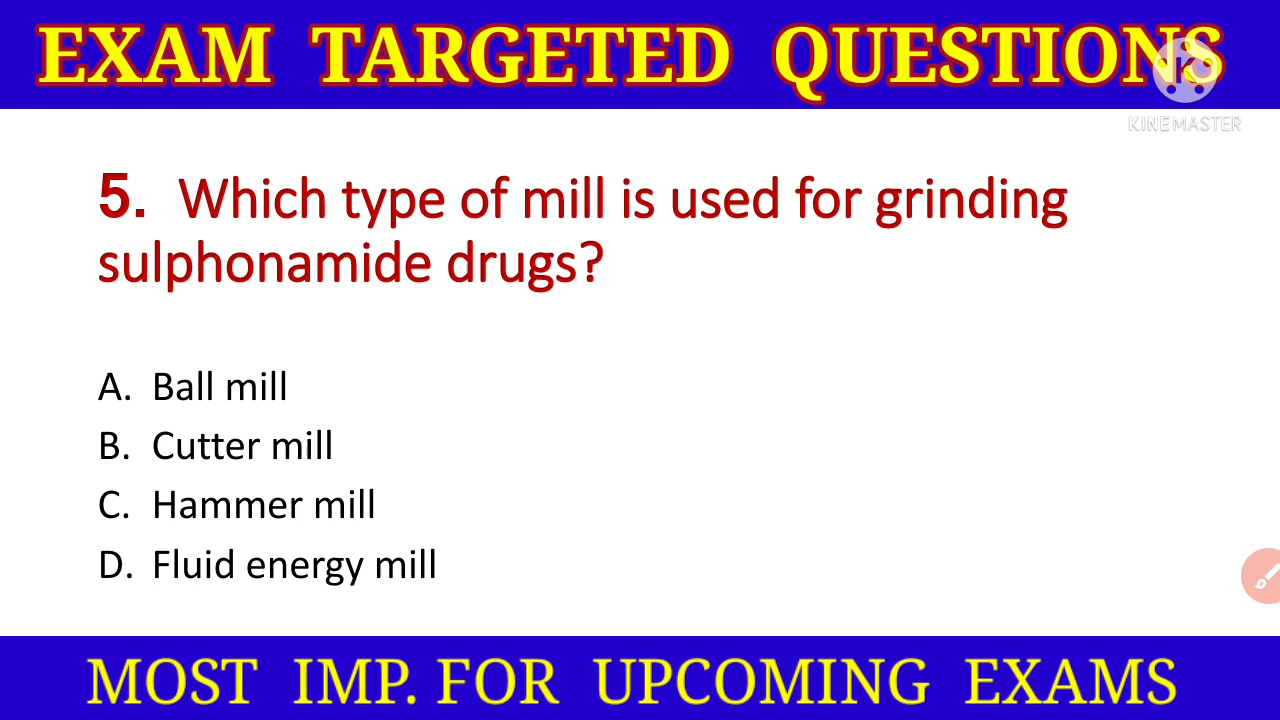 EXAM TARGETED QUESTIONS
K
KINEMASTER
5. Which type of mill is used for grinding
sulphonamide drugs?
A. Ball mill
B. Cutter mill
C. Hammer mill
D. Fluid energy mill
MOST IMP. FOR UPCOMING EXAMS